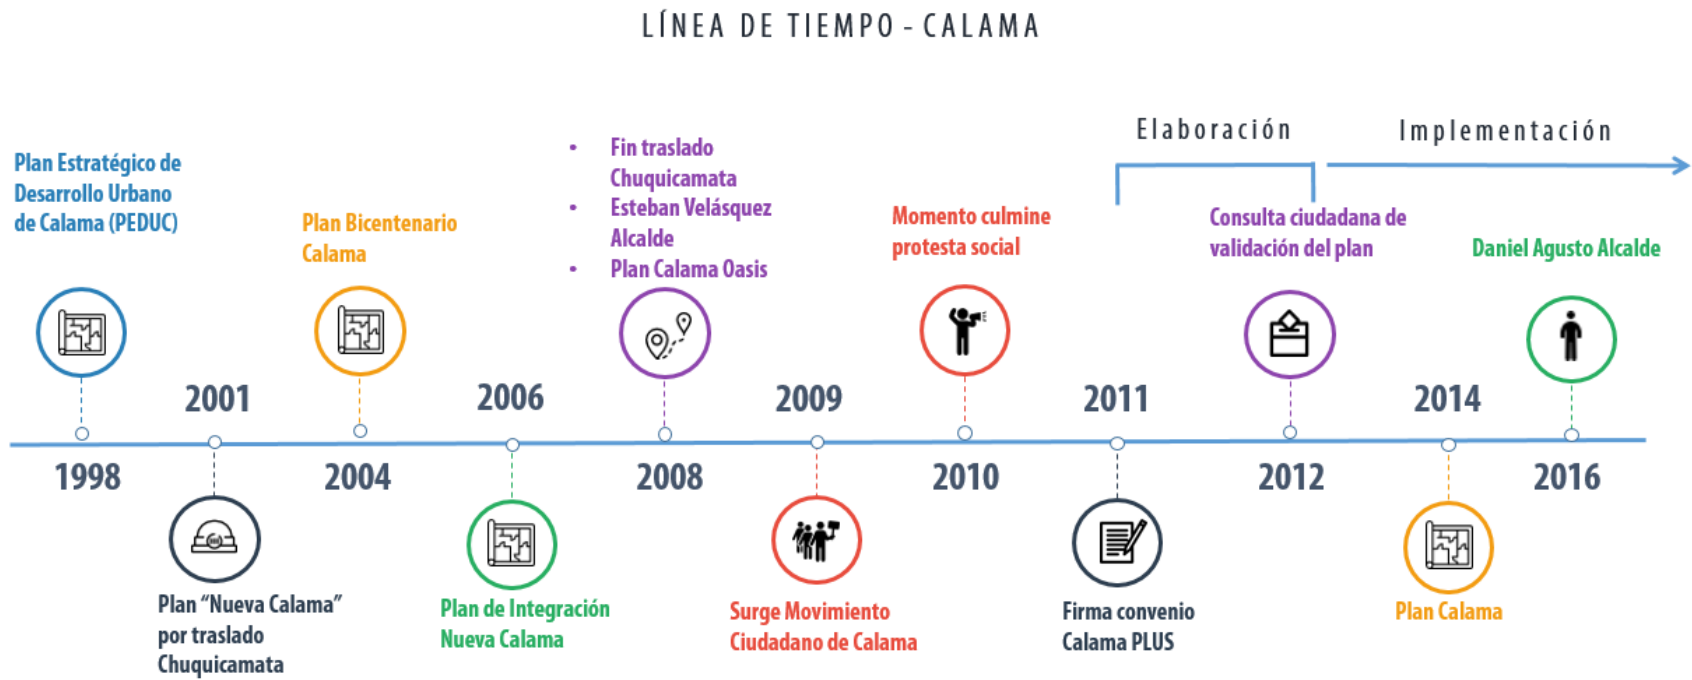 LÍNEA DE TIEMPO - CALAMA
Elaboración
Implementación
Plan Estratégico de
Desarrollo Urbano
de Calama (PEDUC)
1998
2001
Plan “Nueva Calama”
por traslado
Chuquicamata
Plan Bicentenario
Calama
2004
2006
Plan de Integración
Nueva Calama
• Fin traslado
Chuquicamata
• Esteban Velásquez
Alcalde
• Plan Calama Oasis
2008
2009
Surge Movimiento
Ciudadano de Calama
Momento culmine
protesta social
2010
2011
Firma convenio
Calama PLUS
Consulta ciudadana de
validación del plan
2012
2014
Plan Calama
Daniel Agusto Alcalde
2016